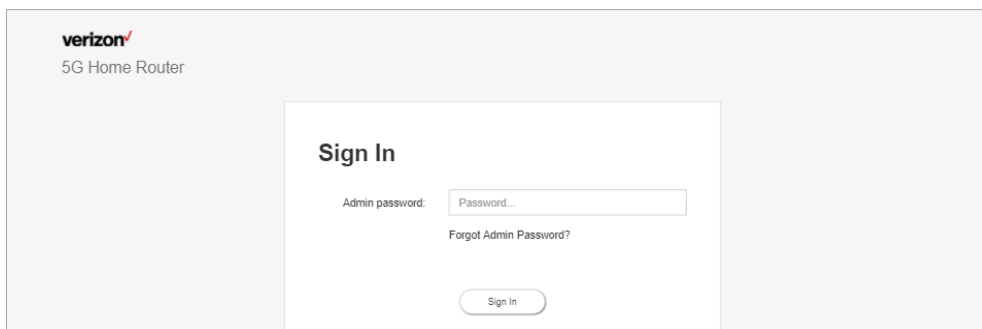 verizon
5G Home Router
Sign In
Admin password: Password...
Forgot Admin Password?
Sign In